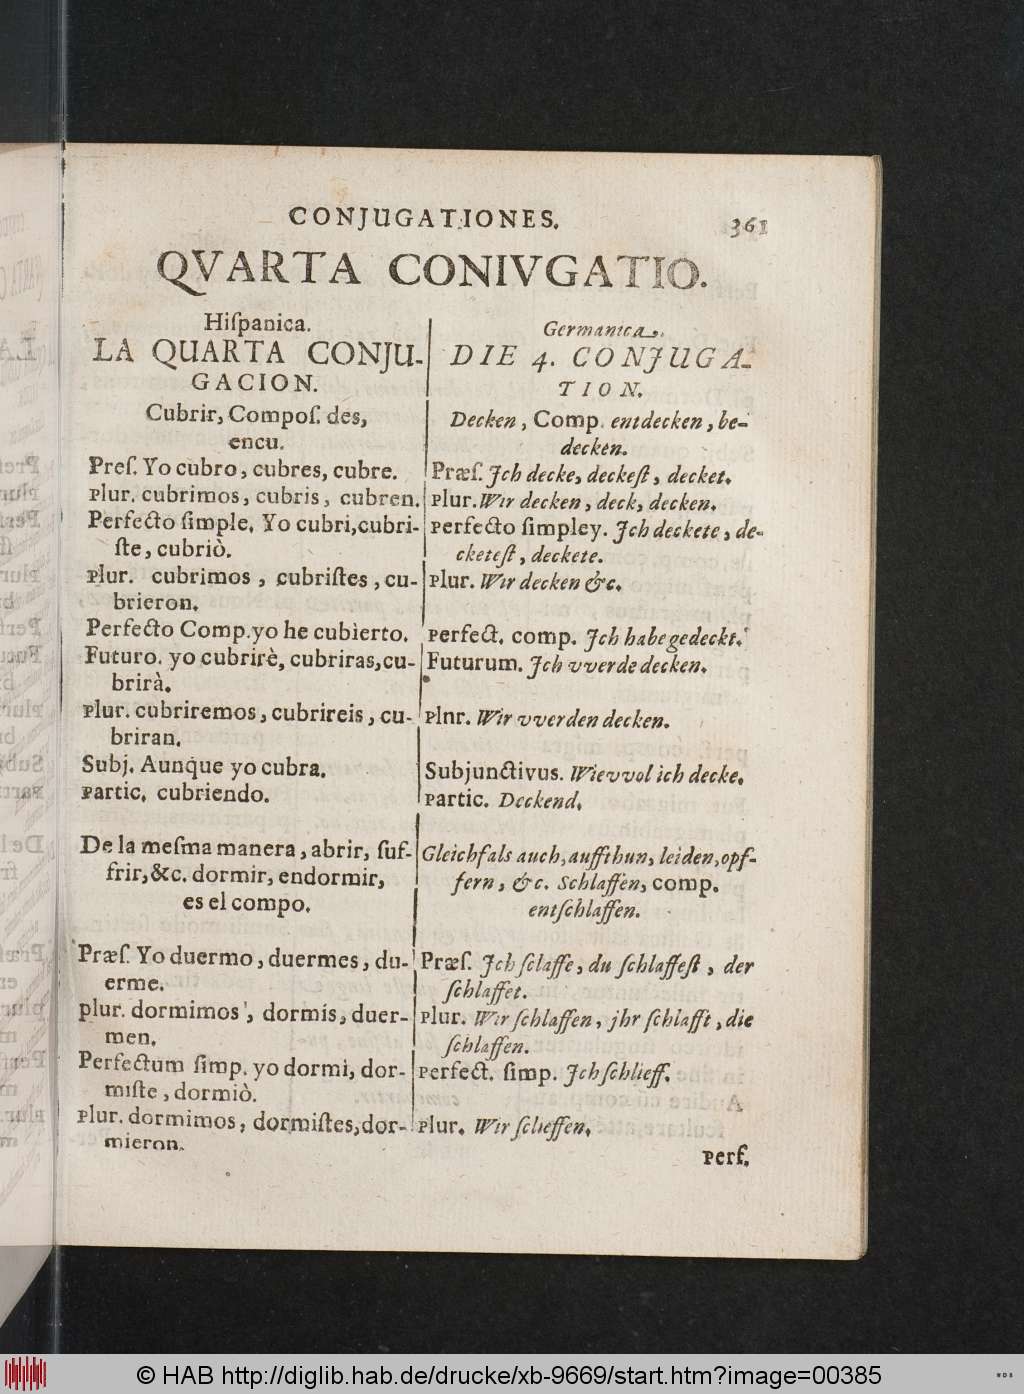 CONJUGATIONES. 361
QVARTA CONIVGATIO.
Hiſpanica.
LA QUARTA CONJU-
GACION.
Cubrir, Compoſ. des,
encu.
Preſ. Yo cubro, cubres, cubre.
Plur. cubrimos, cubris, cubren.
Perfecto ſimple. Yo cubri, cubri-
ſte, cubriò.
Plur. cubrimos, cubriſtes, cu-
brieron.
Perfecto Comp. yo he cubierto.
Futuro. yo cubrirè, cubriras, cu-
brirà.
Plur. cubriremos, cubrireis, cu-
briran.
Subj. Aunque yo cubra.
Partic. cubriendo.
De la meſma manera, abrir, ſuf-
frir, &c. dormir, endormir,
es el compo.
Præſ. Yo duermo, duermes, du-
erme.
plur. dormimos, dormís, duer-
men.
Perfectum ſimp. yo dormi, dor-
miſte, dormiò.
Plur. dormimos, dormiſtes, dor-
mieron.
Germanica.
DIE 4. CONJUGA-
TION.
Decken, Comp. entdecken, be-
decken.
Præſ. Ich decke, deckeſt, decket.
Plur. Wir decken, deck, decken.
Perfecto ſimpley. Ich deckete, de-
cketeſt, deckete.
Plur. Wir decken &c.
Perfect. comp. Ich habe gedeckt.
Futurum. Ich vverde decken.
Plnr. Wir vverden decken.
Subjunctivus. Wievvol ich decke.
Partic. Deckend.
Gleichfals auch, auffthun, leiden, opf-
fern, &c. Schlaffen, comp.
entſchlaffen.
Præſ. Ich ſclaffe, du ſchlaffeſt, der
ſchlaffet.
Plur. Wir ſchlaffen, jhr ſchlafft, die
ſchlaffen.
Perfect. ſimp. Ich ſchlieff.
Plur. Wir ſclieffen.
Perf.
© HAB http://diglib.hab.de/drucke/xb-9669/start.htm?image=00385